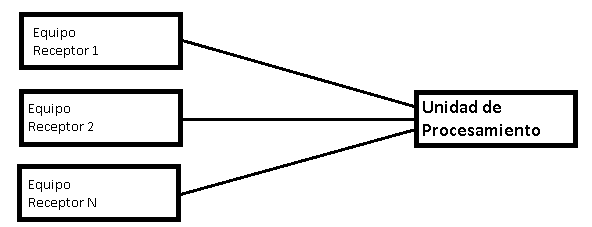 Equipo
Receptor 1
Equipo
Receptor 2
Equipo
Receptor N
Unidad de
Procesamiento